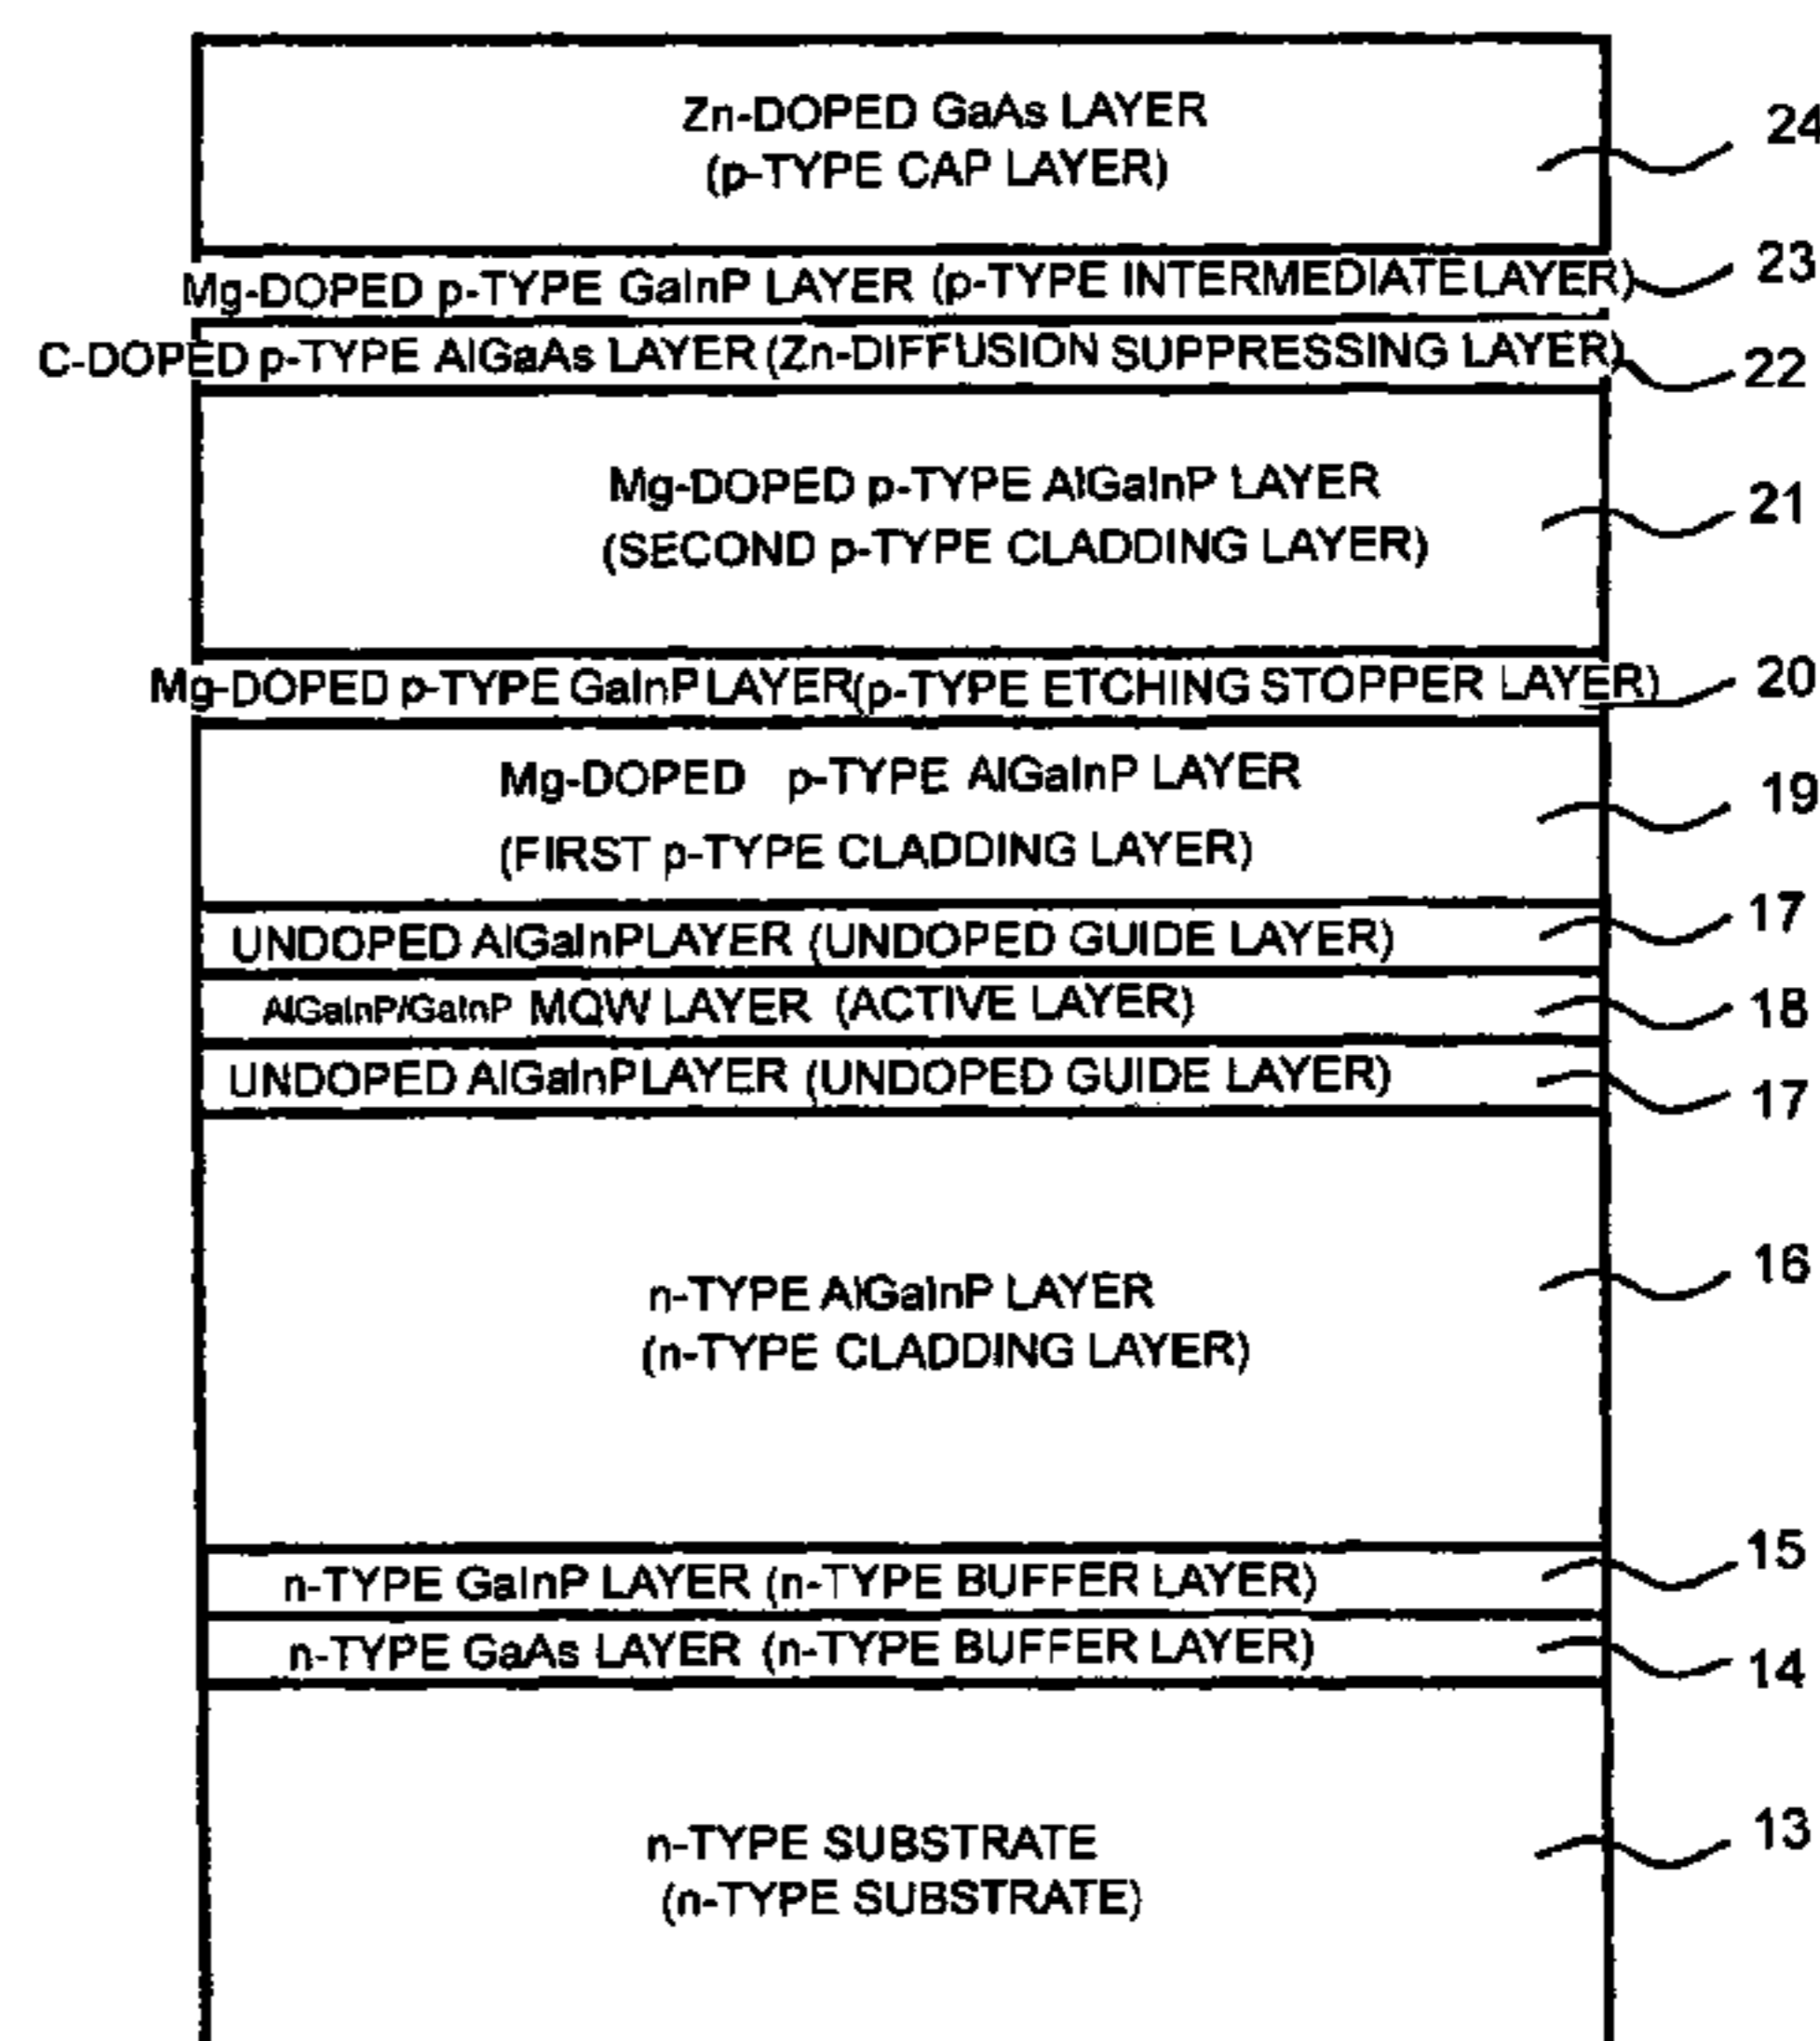 Zn-DOPED GaAs LAYER
(p-TYPE CAP LAYER)
24
Mg-DOPED p-TYPE GaInP LAYER (p-TYPE INTERMEDIATE LAYER)
23
C-DOPED p-TYPE AlGaAs LAYER (Zn-DIFFUSION SUPPRESSING LAYER)
22
Mg-DOPED p-TYPE AlGaInP LAYER
(SECOND p-TYPE CLADDING LAYER)
21
Mg-DOPED p-TYPE GaInP LAYER (p-TYPE ETCHING STOPPER LAYER)
20
Mg-DOPED p-TYPE AlGaInP LAYER
(FIRST p-TYPE CLADDING LAYER)
19
UNDOPED AlGaInPLAYER (UNDOPED GUIDE LAYER)
17
AlGaInP/GaInP MQW LAYER (ACTIVE LAYER)
18
UNDOPED AlGaInPLAYER (UNDOPED GUIDE LAYER)
17
n-TYPE AlGaInP LAYER
(n-TYPE CLADDING LAYER)
16
n-TYPE GaInP LAYER (n-TYPE BUFFER LAYER)
15
n-TYPE GaAs LAYER (n-TYPE BUFFER LAYER)
14
n-TYPE SUBSTRATE
(n-TYPE SUBSTRATE)
13